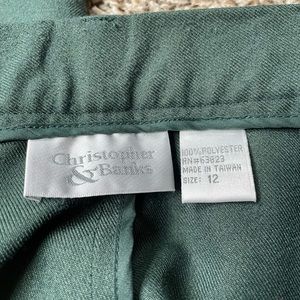 Christopher
& Banks
100% POLYESTER
RN#63823
MADE IN TAIWAN
SIZE: 12